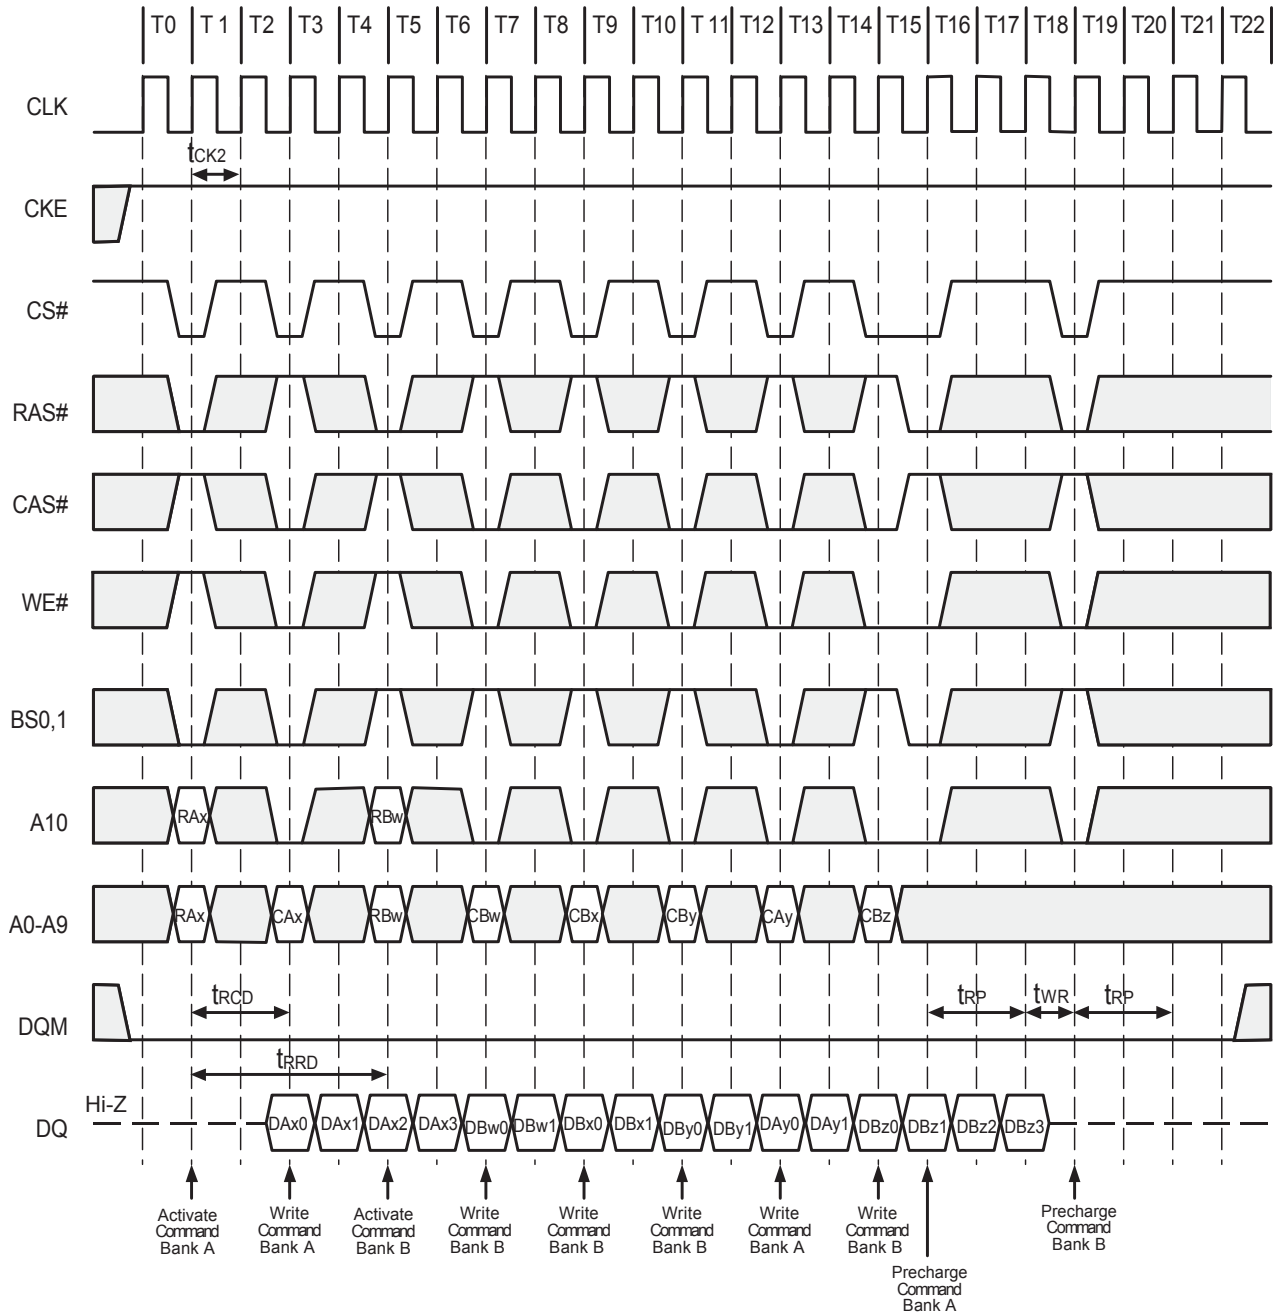 T0 T 1 T2 T3 T4 T5 T6 T7 T8 T9 T10 T 11 T12 T13 T14 T15 T16 T17 T18 T19 T20 T21 T22
CLK
tCK2
CKE
CS#
RAS#
CAS#
WE#
BS0,1
A10
RAx RBw
A0-A9
RAx CAx RBw CBw CBx CBy CAy CBz
DQM
tRCD tRP tWR tRP
tRRD
Hi-Z
DQ
DAx0 DAx1 DAx2 DAx3 DBw0 DBw1 DBx0 DBx1 DBy0 DBy1 DAy0 DAy1 DBz0 DBz1 DBz2 DBz3
Activate
Command
Bank A
Write
Command
Bank A
Activate
Command
Bank B
Write
Command
Bank B
Write
Command
Bank B
Write
Command
Bank B
Write
Command
Bank A
Write
Command
Bank B
Precharge
Command
Bank A
Precharge
Command
Bank B